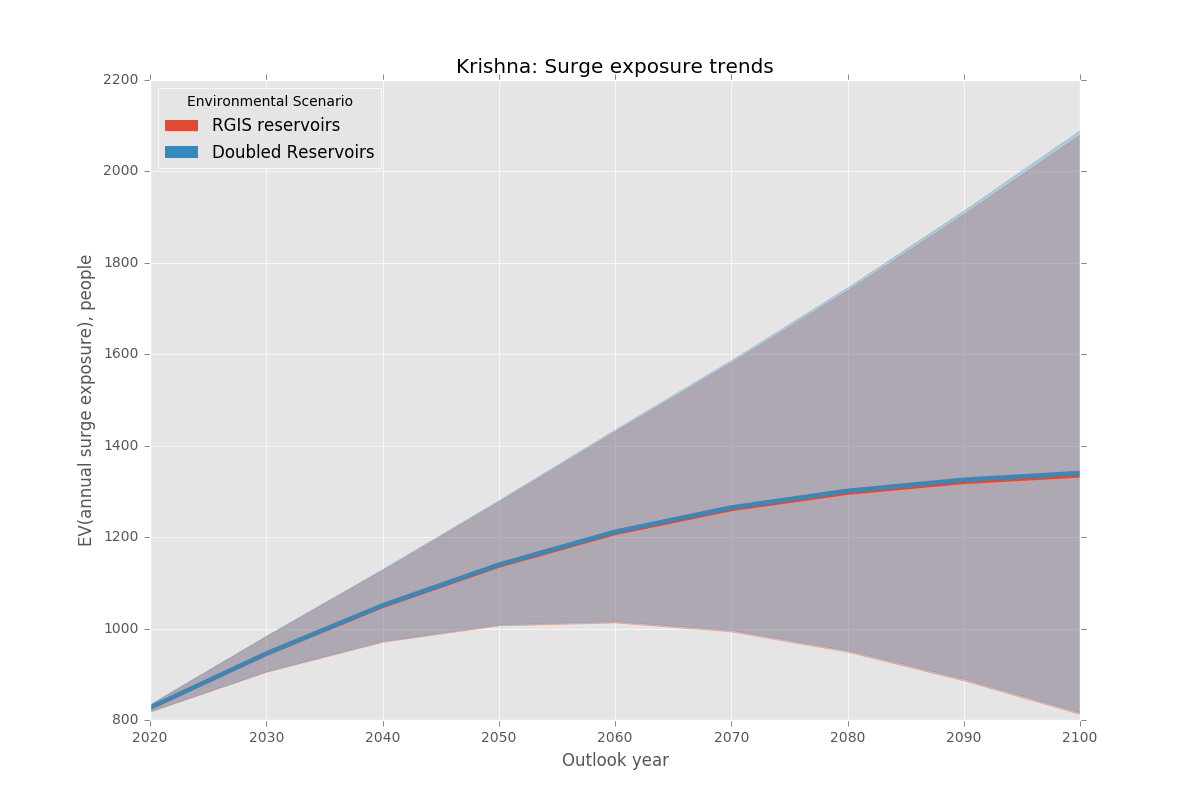 Krishna: Surge exposure trends
Environmental Scenario
RGIS reservoirs
Doubled Reservoirs
EV(annual surge exposure), people
2200
2000
1800
1600
1400
1200
1000
800
2020 2030 2040 2050 2060 2070 2080 2090 2100
Outlook year